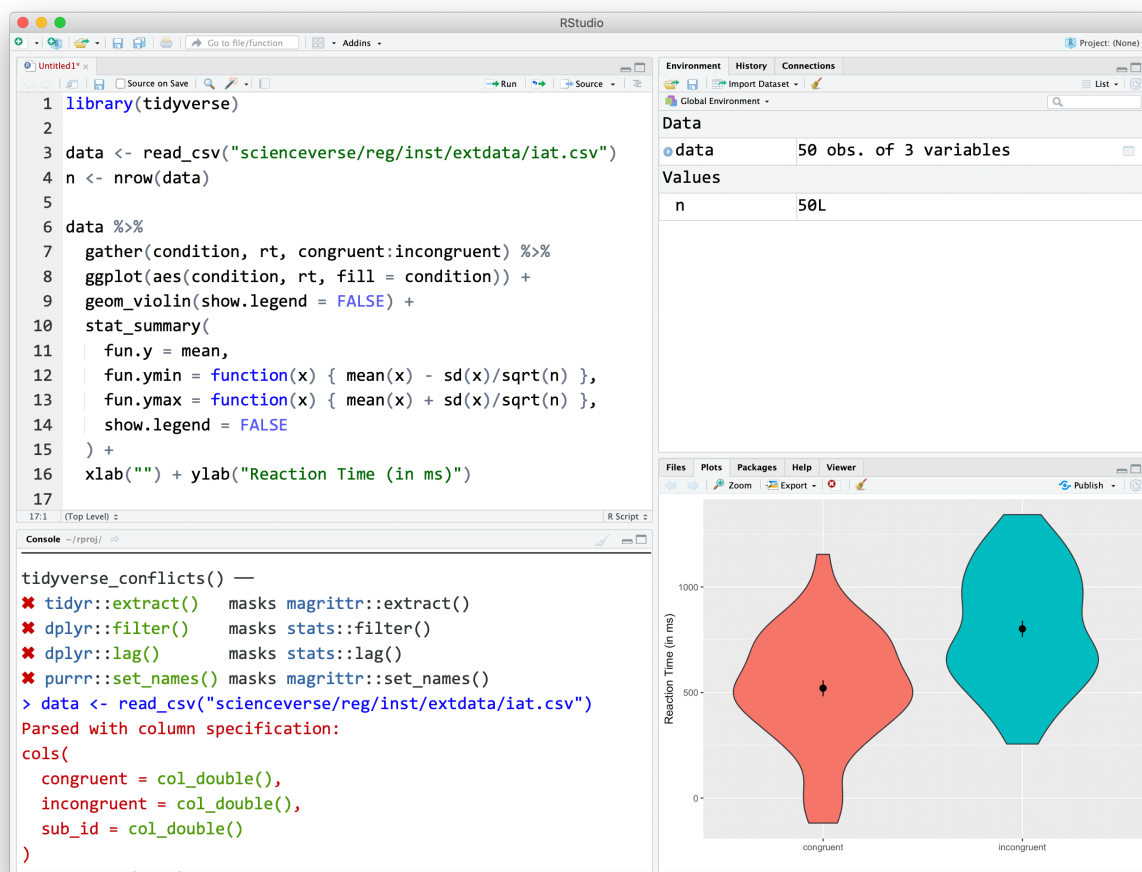 RStudio
Go to file/function
Addins
Project: (None)
Untitled1*
Source on Save
Run
Source
1 library(tidyverse)
2
3 data <- read_csv("scienceverse/reg/inst/extdata/iat.csv")
4 n <- nrow(data)
5
6 data %>%
7 gather(condition, rt, congruent:incongruent) %>%
8 ggplot(aes(condition, rt, fill = condition)) +
9 geom_violin(show.legend = FALSE) +
10 stat_summary(
11 fun.y = mean,
12 fun.ymin = function(x) { mean(x) - sd(x)/sqrt(n) },
13 fun.ymax = function(x) { mean(x) + sd(x)/sqrt(n) },
14 show.legend = FALSE
15 ) +
16 xlab("") + ylab("Reaction Time (in ms)")
17
17:1 (Top Level) R Script
Console ~/rproj/
tidyverse_conflicts() —
✖ tidyr::extract() masks magrittr::extract()
✖ dplyr::filter() masks stats::filter()
✖ dplyr::lag() masks stats::lag()
✖ purrr::set_names() masks magrittr::set_names()
> data <- read_csv("scienceverse/reg/inst/extdata/iat.csv")
Parsed with column specification:
cols(
congruent = col_double(),
incongruent = col_double(),
sub_id = col_double()
)
Environment History Connections
Import Dataset List
Global Environment
Data
data 50 obs. of 3 variables
Values
n 50L
Files Plots Packages Help Viewer
Zoom Export Publish
Reaction Time (in ms)
1000
500
0
congruent incongruent